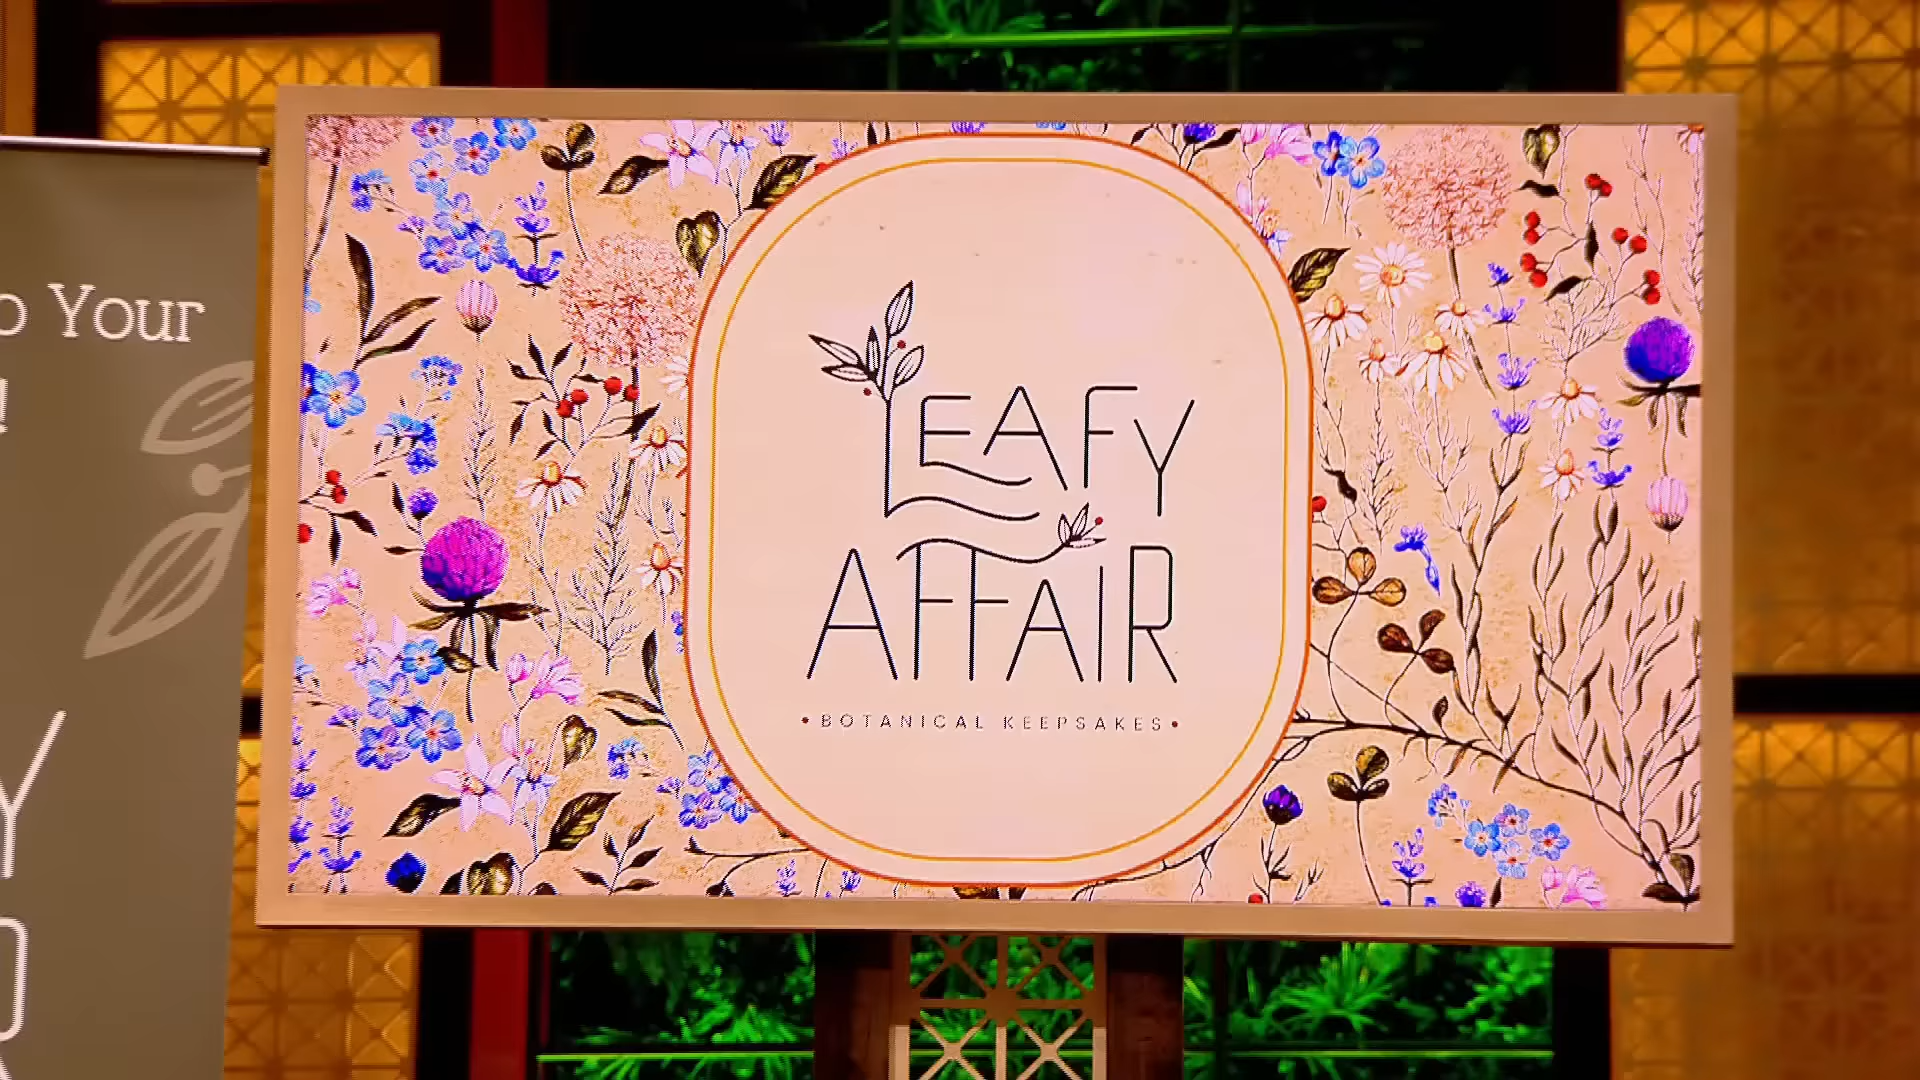 o Your
!
Y
R
LEAFY
AFFAIR
• BOTANICAL KEEPSAKES •